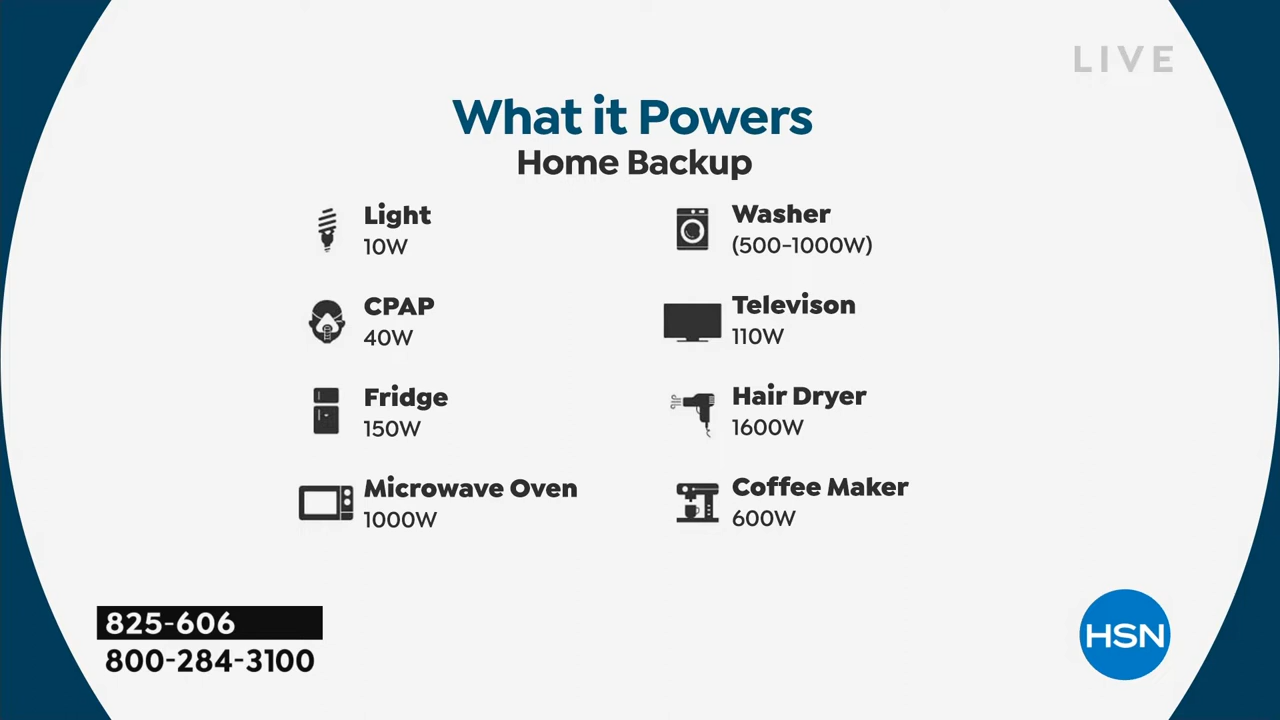 LIVE
What it Powers
Home Backup
Light
10W
Washer
(500-1000W)
CPAP
40W
Televison
110W
Fridge
150W
Hair Dryer
1600W
Microwave Oven
1000W
Coffee Maker
600W
825-606
800-284-3100
HSN